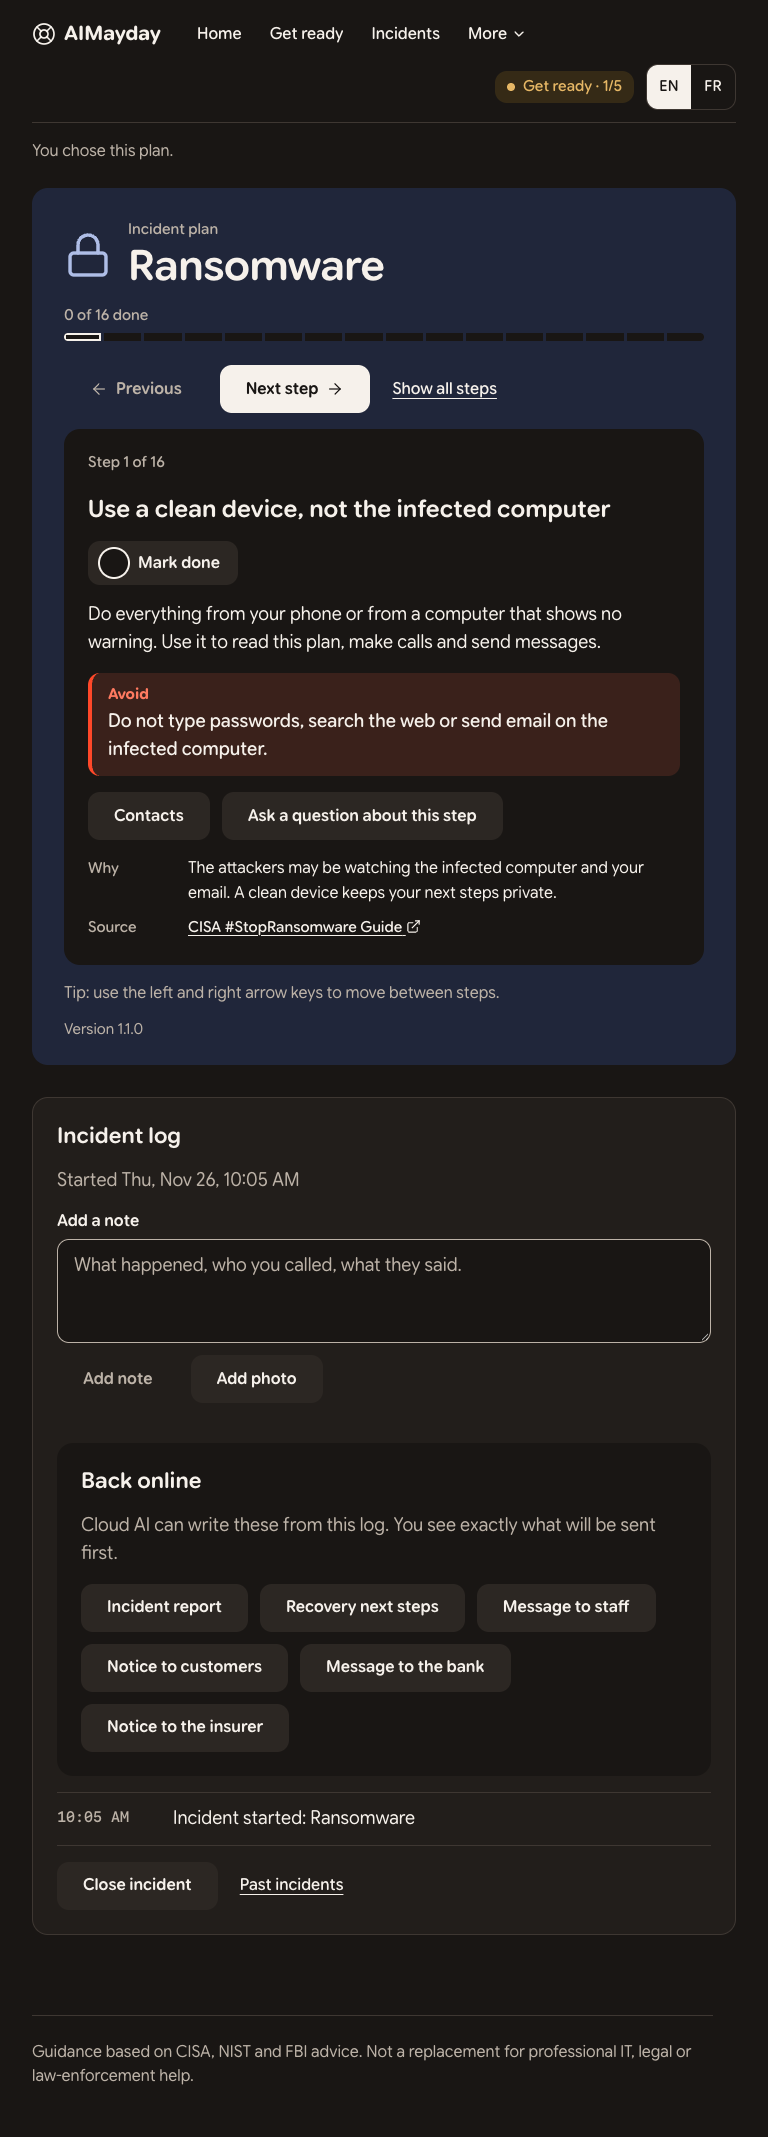 AIMayday
Home
Get ready
Incidents
More
Get ready · 1/5
EN
FR
You chose this plan.
Incident plan
Ransomware
0 of 16 done
Previous
Next step
Show all steps
Step 1 of 16
Use a clean device, not the infected computer
Mark done
Do everything from your phone or from a computer that shows no
warning. Use it to read this plan, make calls and send messages.
Avoid
Do not type passwords, search the web or send email on the
infected computer.
Contacts
Ask a question about this step
Why
The attackers may be watching the infected computer and your
email. A clean device keeps your next steps private.
Source
CISA #StopRansomware Guide
Tip: use the left and right arrow keys to move between steps.
Version 1.1.0
Incident log
Started Thu, Nov 26, 10:05 AM
Add a note
What happened, who you called, what they said.
Add note
Add photo
Back online
Cloud AI can write these from this log. You see exactly what will be sent
first.
Incident report
Recovery next steps
Message to staff
Notice to customers
Message to the bank
Notice to the insurer
10:05 AM
Incident started: Ransomware
Close incident
Past incidents
Guidance based on CISA, NIST and FBI advice. Not a replacement for professional IT, legal or
law-enforcement help.